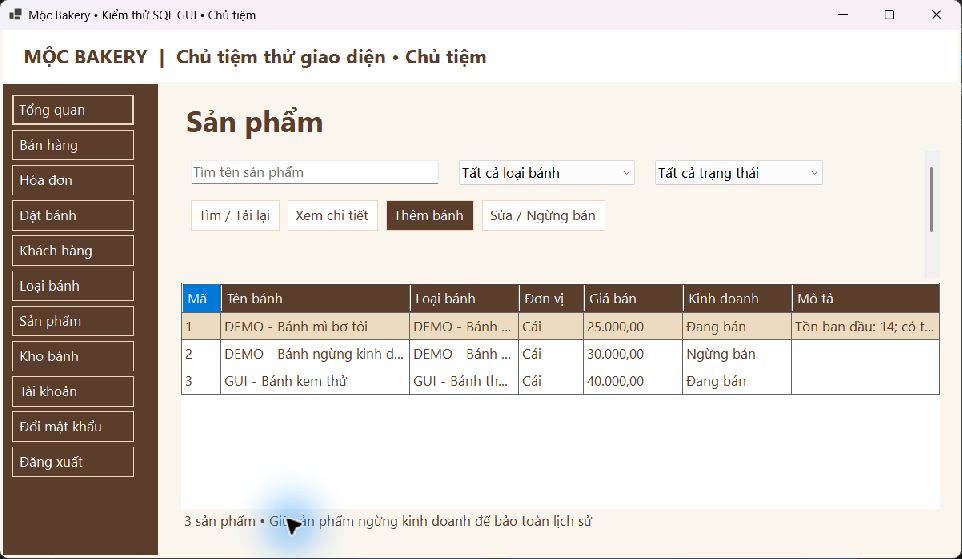 Mộc Bakery • Kiểm thử SQL GUI • Chủ tiệm
MỘC BAKERY | Chủ tiệm thử giao diện • Chủ tiệm
Tổng quan
Bán hàng
Hóa đơn
Đặt bánh
Khách hàng
Loại bánh
Sản phẩm
Kho bánh
Tài khoản
Đổi mật khẩu
Đăng xuất
Sản phẩm
Tìm tên sản phẩm Tất cả loại bánh Tất cả trạng thái
Tìm / Tải lại Xem chi tiết Thêm bánh Sửa / Ngừng bán
Mã Tên bánh Loại bánh Đơn vị Giá bán Kinh doanh Mô tả
1 DEMO - Bánh mì bơ tỏi DEMO - Bánh ... Cái 25.000,00 Đang bán Tồn ban đầu: 14; có t...
2 DEMO - Bánh ngừng kinh d... DEMO - Bánh ... Cái 30.000,00 Ngừng bán
3 GUI - Bánh kem thử GUI - Bánh th... Cái 40.000,00 Đang bán
3 sản phẩm • Giữ sản phẩm ngừng kinh doanh để bảo toàn lịch sử